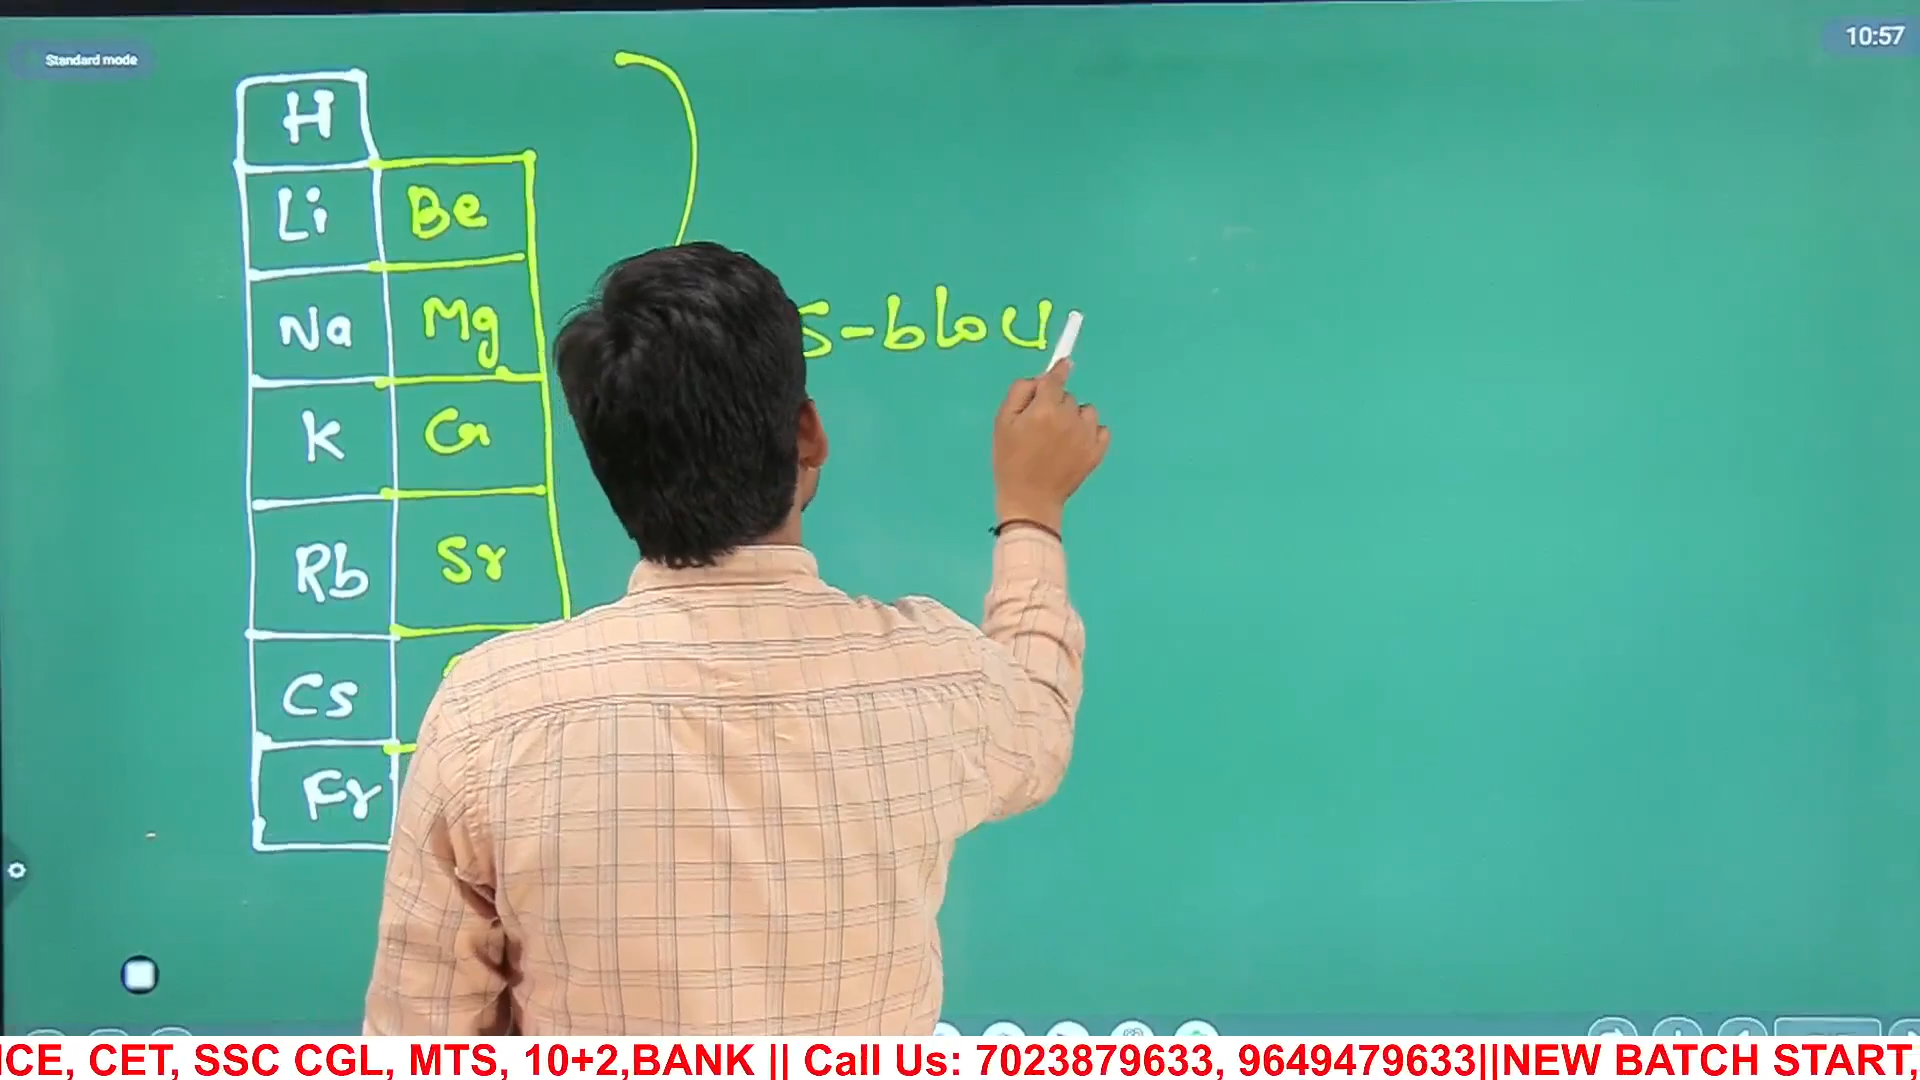 Standard mode
10:57
H
Li Be
Na Mg
K Ca
Rb Sr
Cs
Fr
s-bloc
ICE, CET, SSC CGL, MTS, 10+2,BANK || Call Us: 7023879633, 9649479633||NEW BATCH START,